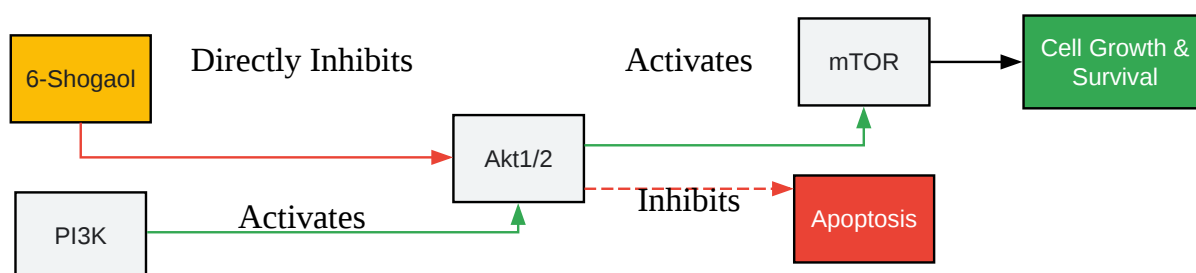 6-Shogaol
Directly Inhibits
Activates
mTOR
Cell Growth &
Survival
Akt1/2
Inhibits
Apoptosis
PI3K
Activates